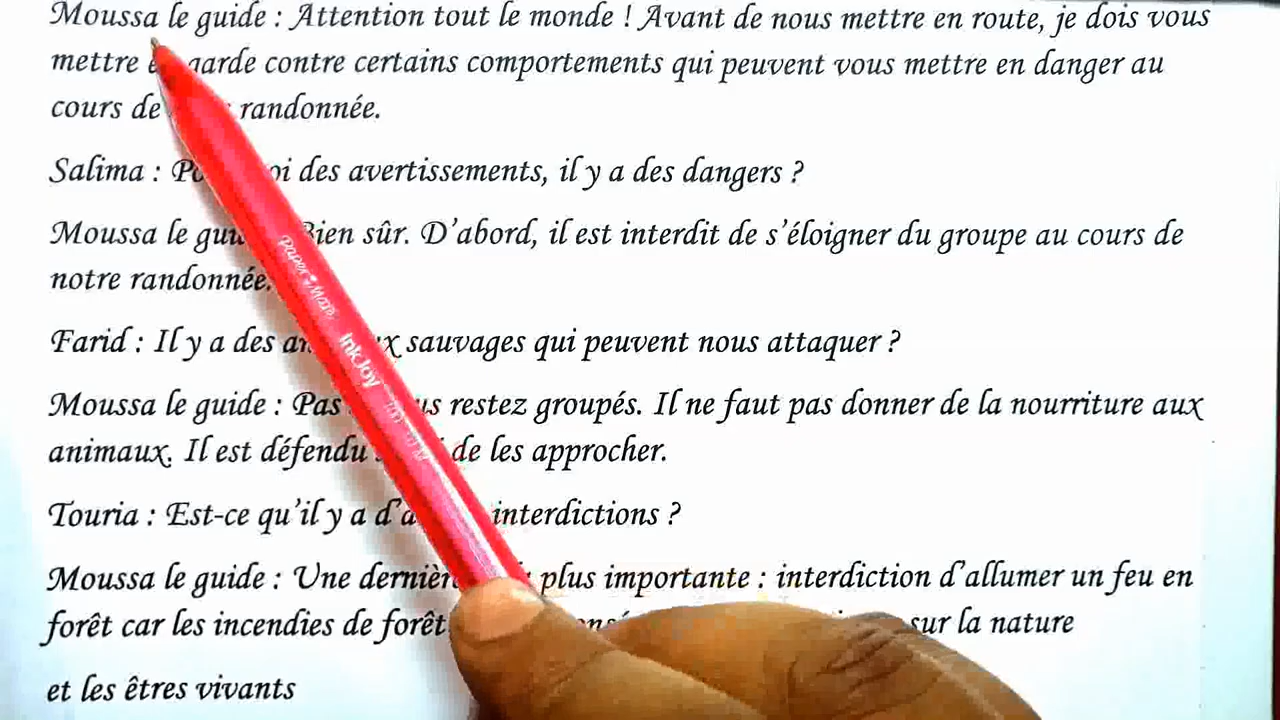 Moussa le guide : Attention tout le monde ! Avant de nous mettre en route, je dois vous
mettre garde contre certains comportements qui peuvent vous mettre en danger au
cours de randonnée.
Salima : des avertissements, il y a des dangers ?
Moussa le Bien sûr. D'abord, il est interdit de s'éloigner du groupe au cours de
notre randonnée.
Farid : Il y a des sauvages qui peuvent nous attaquer ?
Moussa le guide : Pas restez groupés. Il ne faut pas donner de la nourriture aux
animaux. Il est défendu de les approcher.
Touria : Est-ce qu'il y a interdictions ?
Moussa le guide : Une plus importante : interdiction d'allumer un feu en
forêt car les incendies de forêt sur la nature
et les êtres vivants
Paper Mate InkJoy